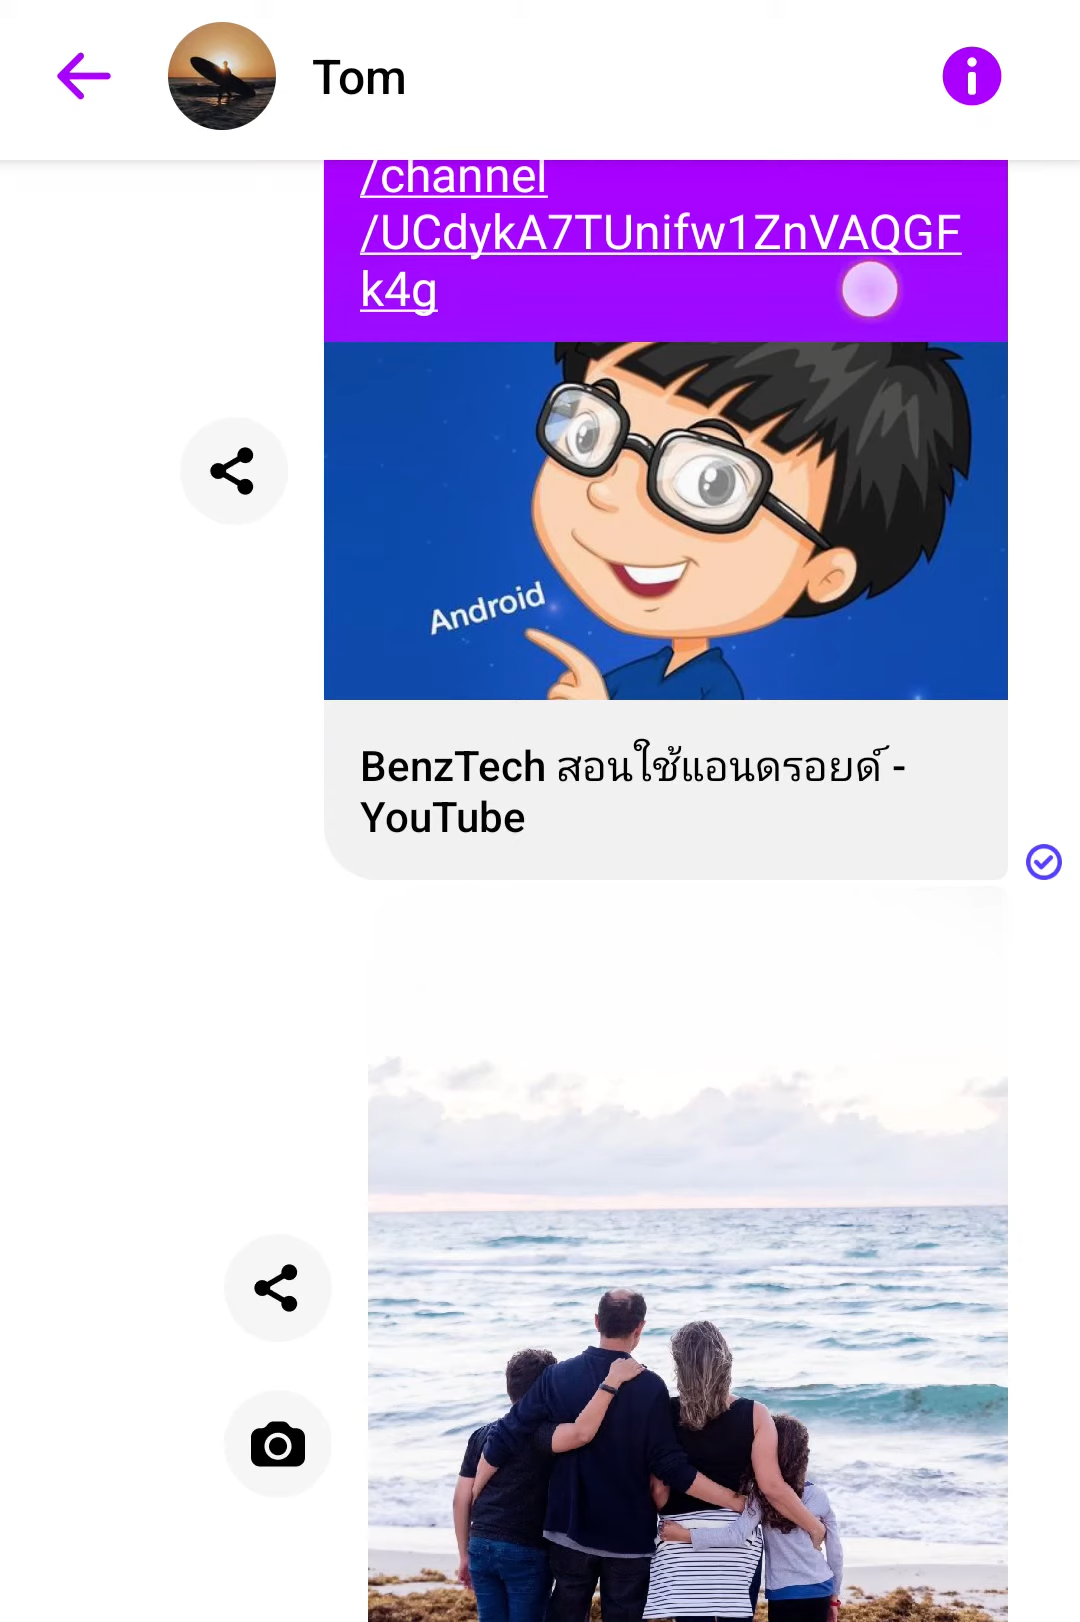 Tom
/channel
/UCdykA7TUnifw1ZnVAQGF
k4g
Android
BenzTech สอนใช้แอนดรอยด์ -
YouTube